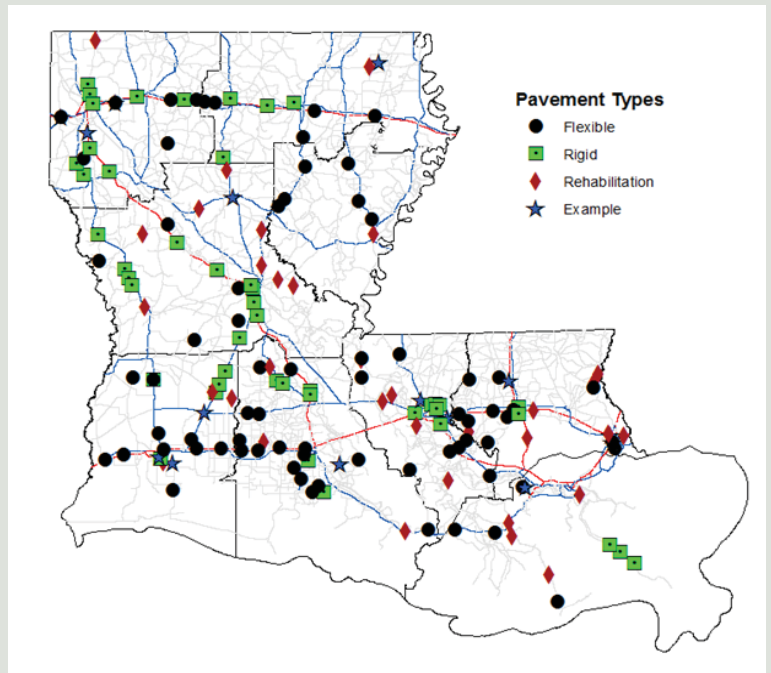 Pavement Types
Flexible
Rigid
Rehabilitation
Example